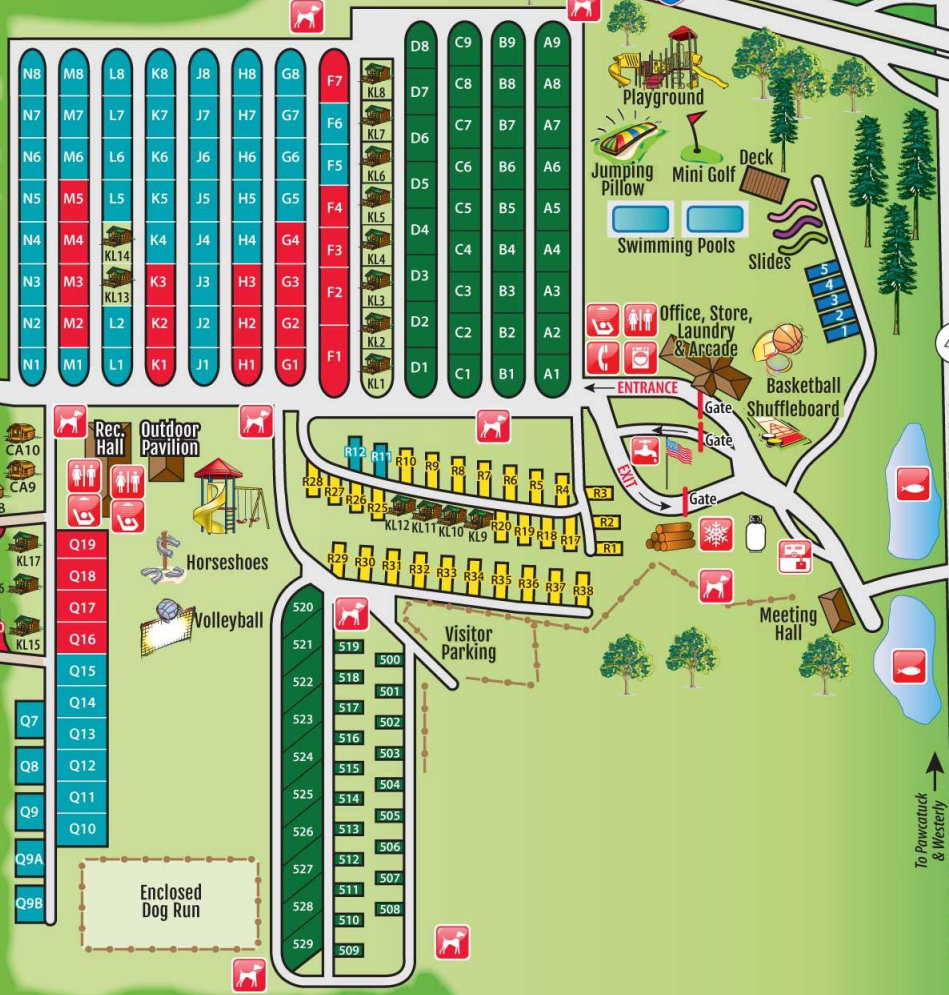 N8
N7
N6
N5
N4
N3
N2
N1
M8
M7
M6
M5
M4
M3
M2
M1
L8
L7
L6
L5
KL14
KL13
L2
L1
K8
K7
K6
K5
K4
K3
K2
K1
J8
J7
J6
J5
J4
J3
J2
J1
H8
H7
H6
H5
H4
H3
H2
H1
G8
G7
G6
G5
G4
G3
G2
G1
F7
F6
F5
F4
F3
F2
F1
KL8
KL7
KL6
KL5
KL4
KL3
KL2
KL1
D8
D7
D6
D5
D4
D3
D2
D1
C9
C8
C7
C6
C5
C4
C3
C2
C1
B9
B8
B7
B6
B5
B4
B3
B2
B1
A9
A8
A7
A6
A5
A4
A3
A2
A1
Playground
Jumping
Pillow
Mini Golf
Deck
Swimming Pools
Slides
5
4
3
2
1
Office, Store,
Laundry
& Arcade
ENTRANCE
Gate
Gate
EXIT
Gate
Basketball
Shuffleboard
4
Meeting
Hall
To Pawcatuck
& Westerly
CA10
CA9
KL17
KL15
Rec.
Hall
Outdoor
Pavilion
Horseshoes
Volleyball
Q19
Q18
Q17
Q16
Q15
Q14
Q13
Q12
Q11
Q10
Q7
Q8
Q9
Q9A
Q9B
Enclosed
Dog Run
R12
R11
R10
R9
R8
R7
R6
R5
R4
R3
R2
R1
R28
R27
R26
R25
KL12
KL11
KL10
KL9
R20
R19
R18
R17
R29
R30
R31
R32
R33
R34
R35
R36
R37
R38
Visitor
Parking
520
521
522
523
524
525
526
527
528
529
519
518
517
516
515
514
513
512
511
510
509
500
501
502
503
504
505
506
507
508